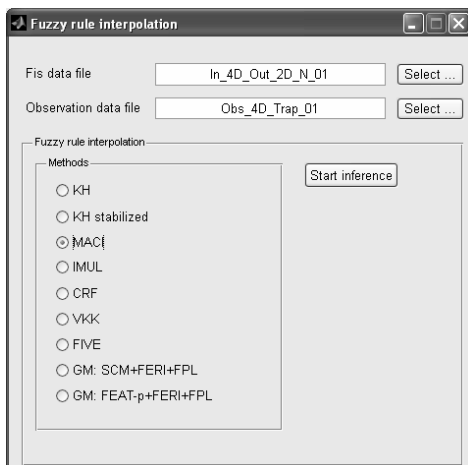 Fuzzy rule interpolation
Fis data file In_4D_Out_2D_N_01 Select ...
Observation data file Obs_4D_Trap_01 Select ...
Fuzzy rule interpolation
Methods
Start inference
KH
KH stabilized
MACI
IMUL
CRF
VKK
FIVE
GM: SCM+FERI+FPL
GM: FEAT-p+FERI+FPL